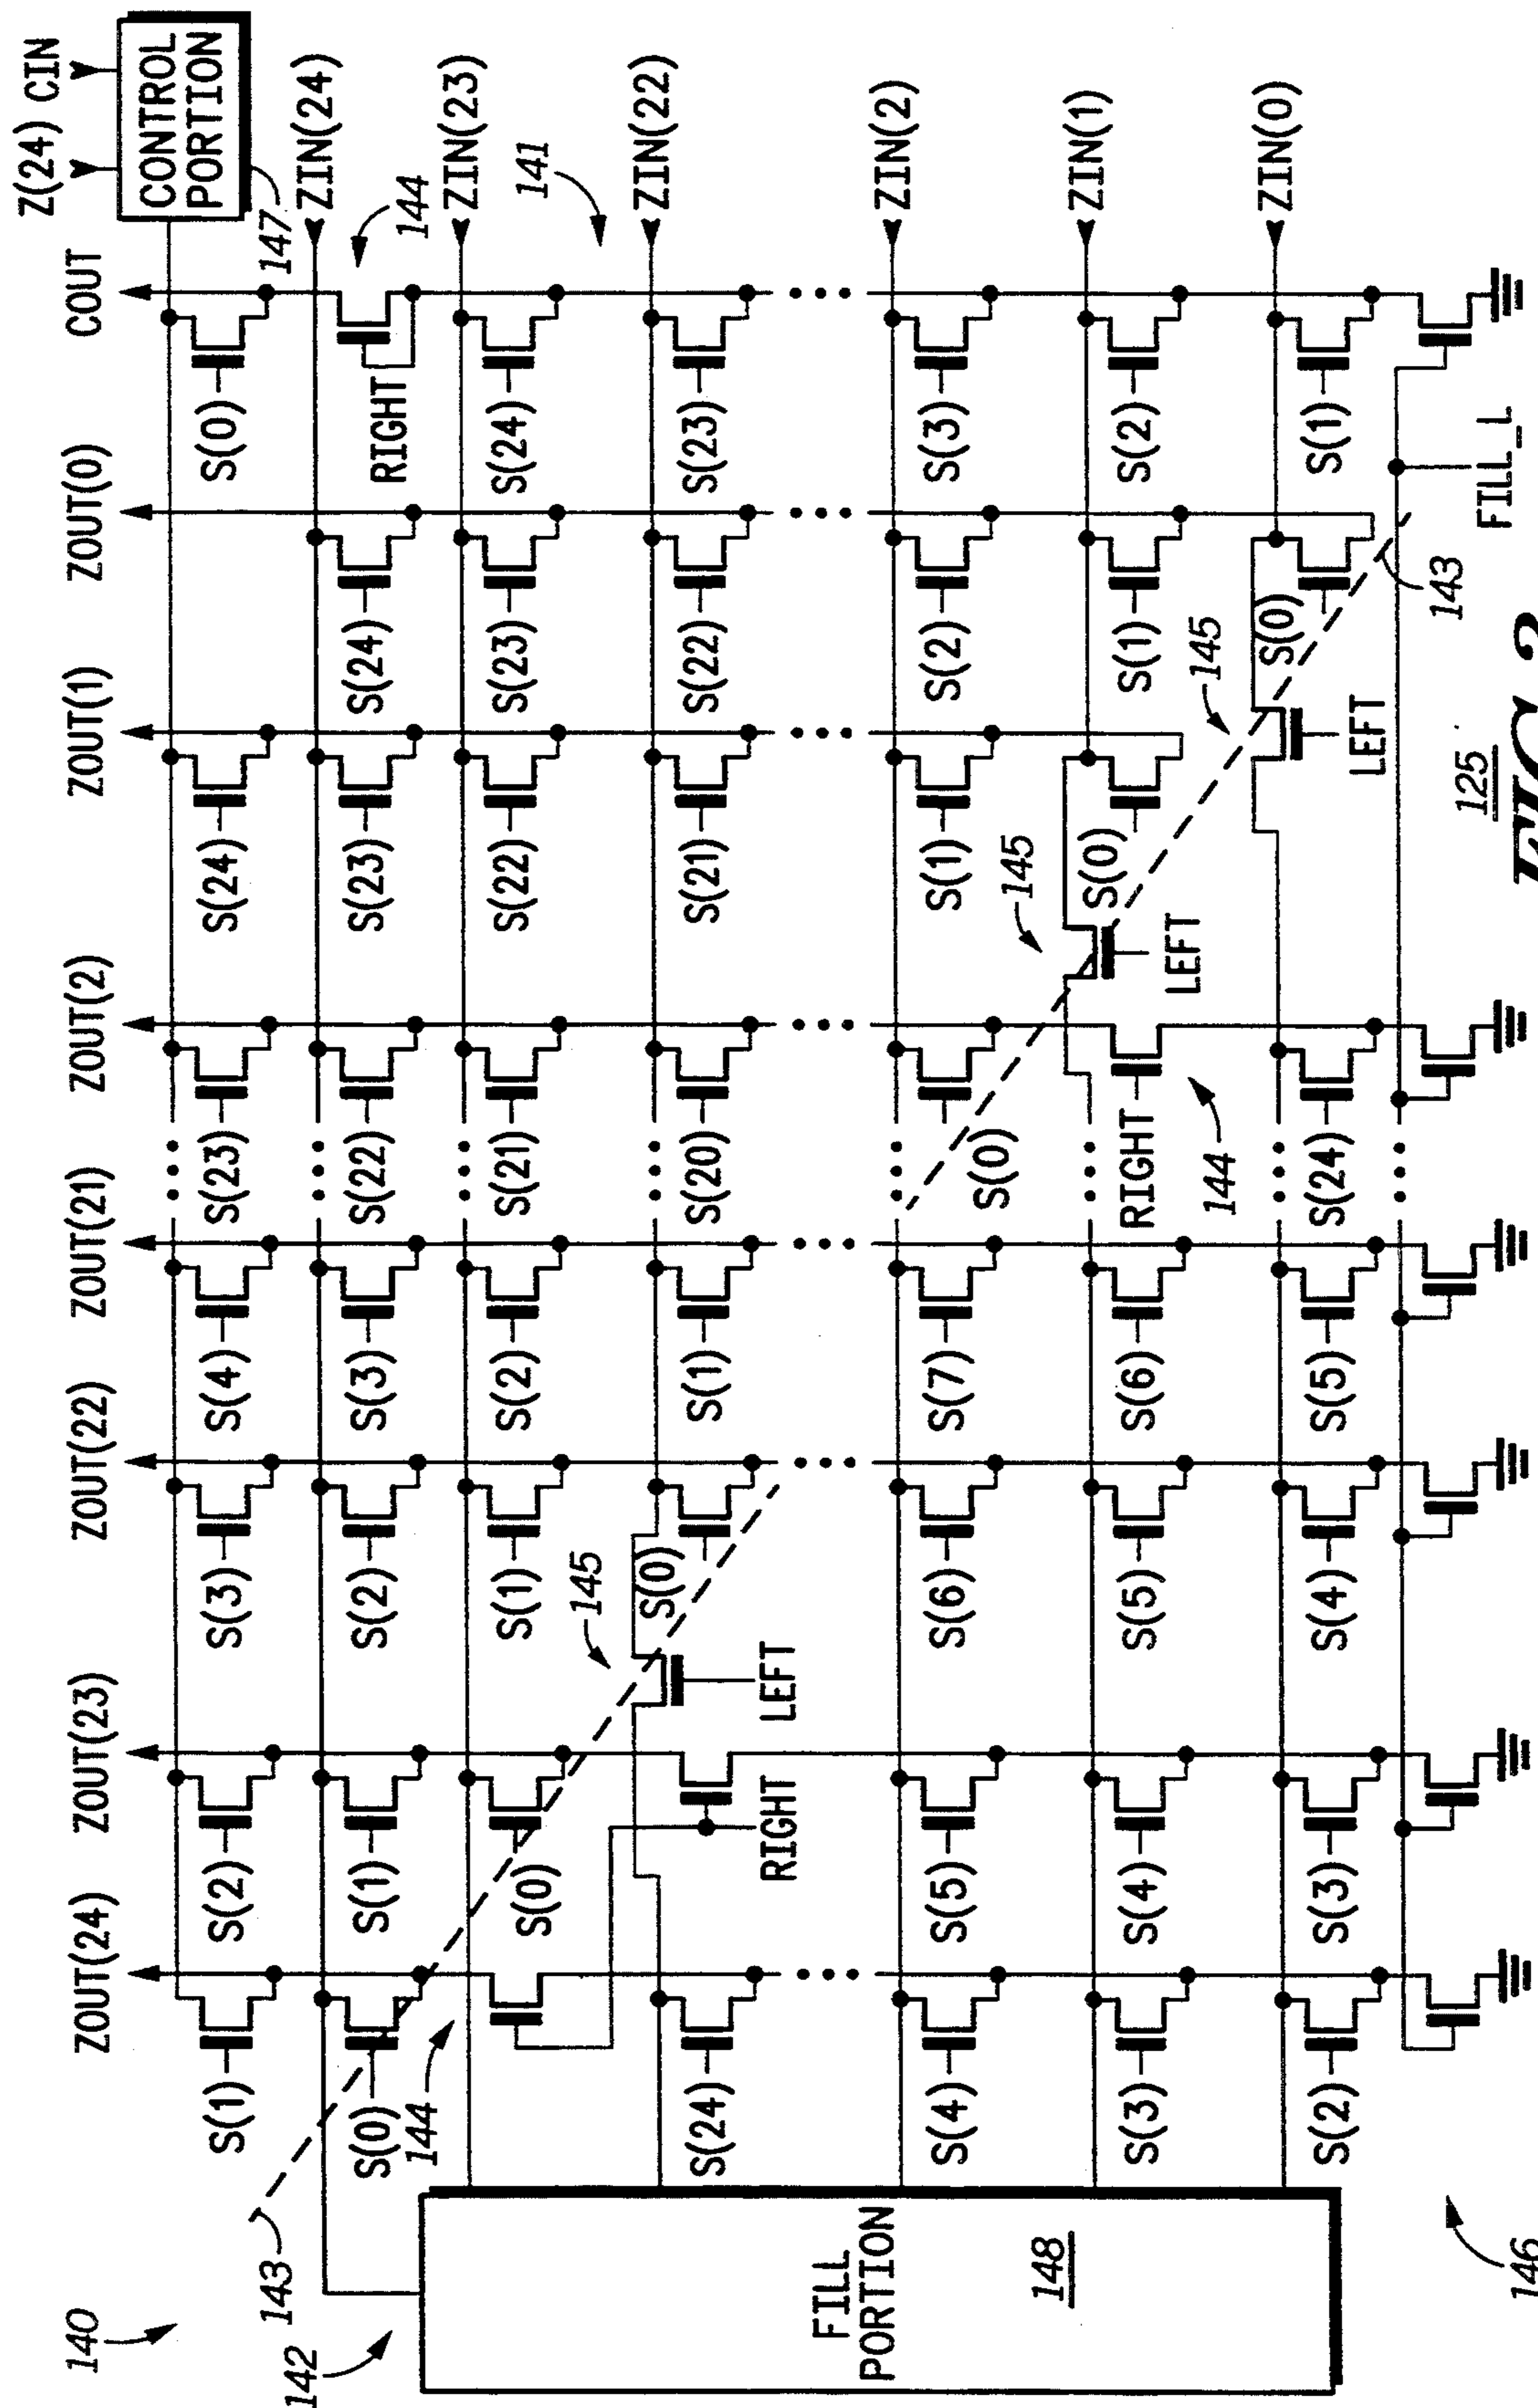 140
ZOUT(24) ZOUT(23) ZOUT(22) ZOUT(21) ZOUT(2) ZOUT(1) ZOUT(0) COUT
Z(24) CIN
CONTROL
PORTION
147
S(1) S(2) S(3) S(4) S(23) S(24) S(0)
143
142
ZIN(24)
S(0) S(1) S(2) S(3) S(22) S(23) S(24) RIGHT
144
144
ZIN(23)
S(0) S(1) S(2) S(21) S(22) S(23) S(24)
141
145
ZIN(22)
S(24) S(0) S(1) S(20) S(21) S(22) S(23)
RIGHT LEFT
FILL
PORTION
148
ZIN(2)
S(4) S(5) S(6) S(7) S(0) S(1) S(2) S(3)
145
ZIN(1)
S(3) S(4) S(5) S(6) RIGHT S(0) S(1) S(2)
LEFT
144
145
ZIN(0)
S(2) S(3) S(4) S(5) S(24) S(0) S(1)
LEFT
143
146
125
FILL_L